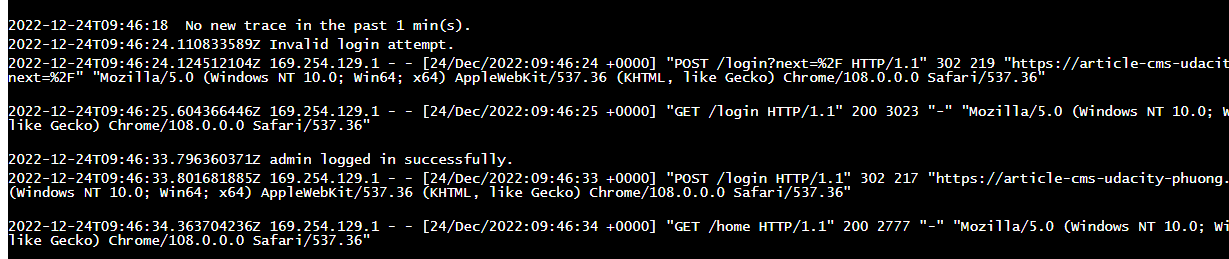 2022-12-24T09:46:18  No new trace in the past 1 min(s).
2022-12-24T09:46:24.110833589Z Invalid login attempt.
2022-12-24T09:46:24.124512104Z 169.254.129.1 - - [24/Dec/2022:09:46:24 +0000] "POST /login?next=%2F HTTP/1.1" 302 219 "https://article-cms-udacit
next=%2F" "Mozilla/5.0 (Windows NT 10.0; Win64; x64) AppleWebKit/537.36 (KHTML, like Gecko) Chrome/108.0.0.0 Safari/537.36"
2022-12-24T09:46:25.604366446Z 169.254.129.1 - - [24/Dec/2022:09:46:25 +0000] "GET /login HTTP/1.1" 200 3023 "-" "Mozilla/5.0 (Windows NT 10.0;
like Gecko) Chrome/108.0.0.0 Safari/537.36"
2022-12-24T09:46:33.796360371Z admin logged in successfully.
2022-12-24T09:46:33.801681885Z 169.254.129.1 - - [24/Dec/2022:09:46:33 +0000] "POST /login HTTP/1.1" 302 217 "https://article-cms-udacity-phuong.
(Windows NT 10.0; Win64; x64) AppleWebKit/537.36 (KHTML, like Gecko) Chrome/108.0.0.0 Safari/537.36"
2022-12-24T09:46:34.363704236Z 169.254.129.1 - - [24/Dec/2022:09:46:34 +0000] "GET /home HTTP/1.1" 200 2777 "-" "Mozilla/5.0 (Windows NT 10.0; Wi
like Gecko) Chrome/108.0.0.0 Safari/537.36"